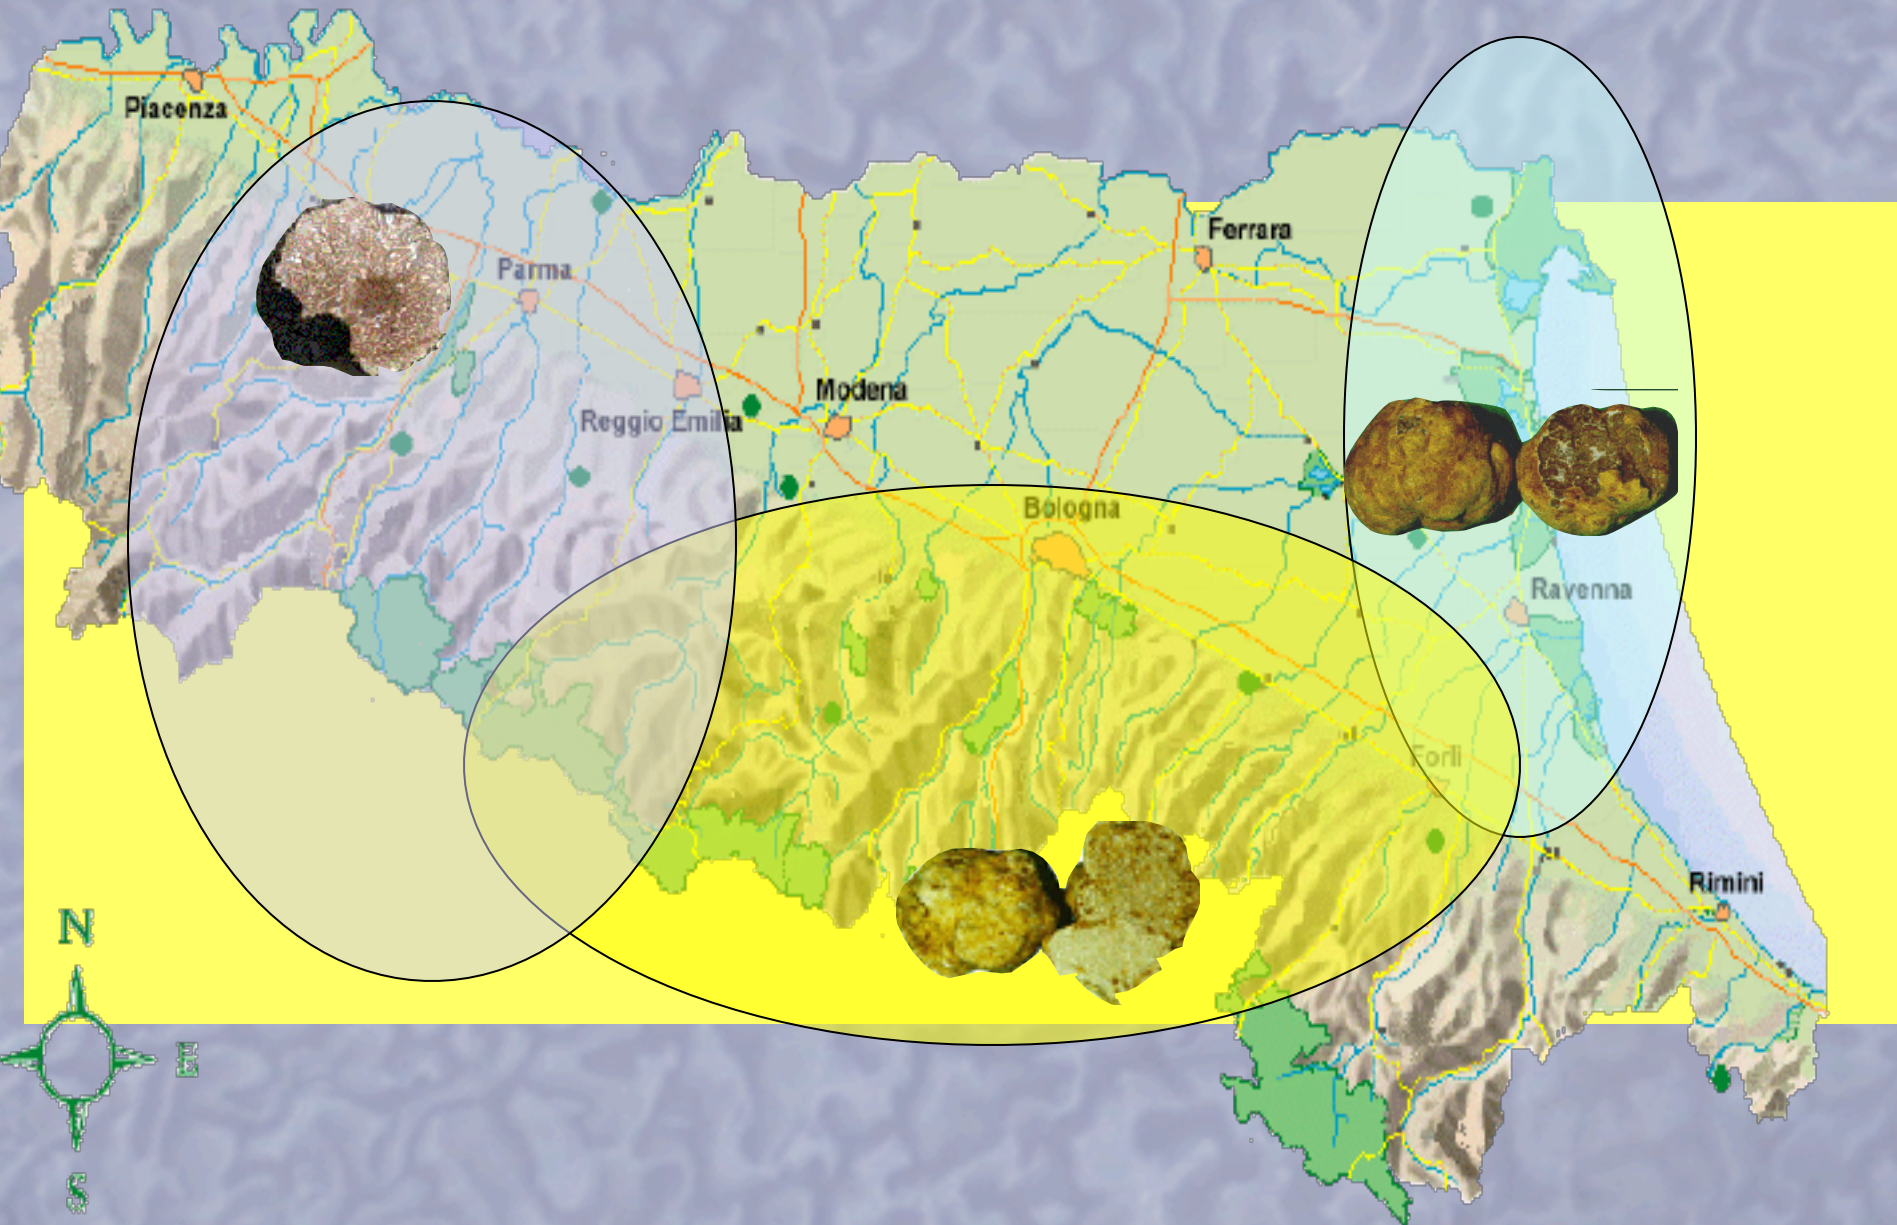 Piacenza
Ferrara
Parma
Modena
Reggio Emilia
Bologna
Ravenna
Forlì
Rimini
N
E
S